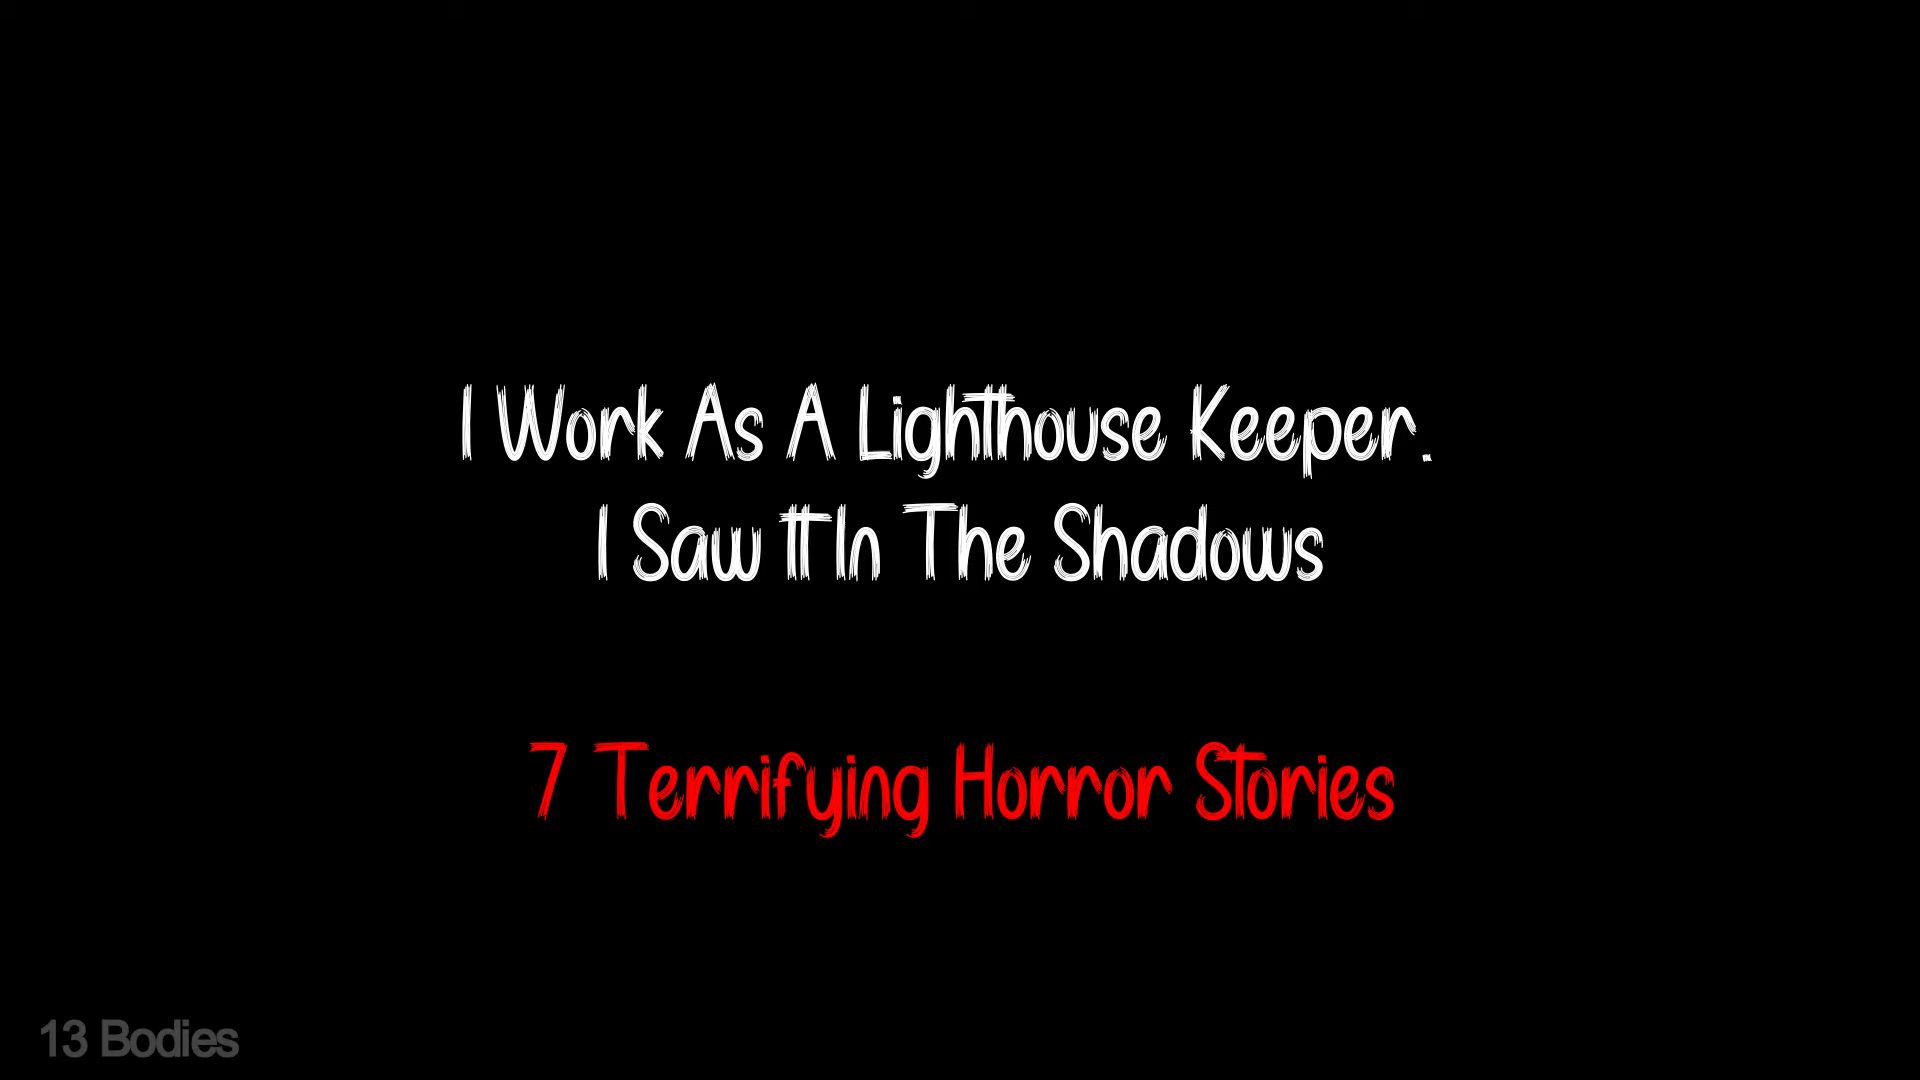 I Work As A Lighthouse Keeper.
I Saw It In The Shadows
7 Terrifying Horror Stories
13 Bodies